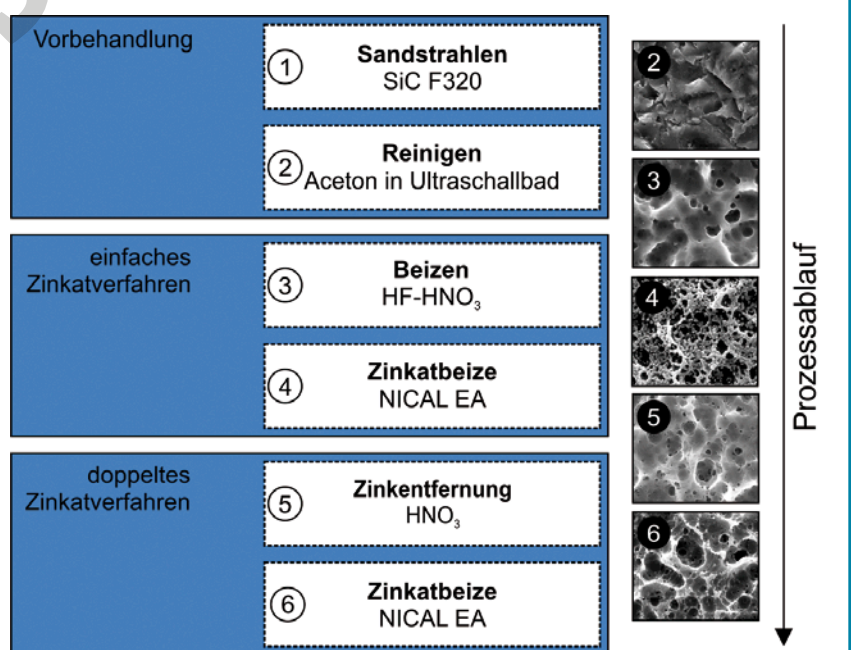 Vorbehandlung
1
Sandstrahlen
SiC F320
2
Reinigen
Aceton in Ultraschallbad
einfaches
Zinkatverfahren
3
Beizen
HF-HNO₃
4
Zinkatbeize
NICAL EA
doppeltes
Zinkatverfahren
5
Zinkentfernung
HNO₃
6
Zinkatbeize
NICAL EA
2
3
4
5
6
Prozessablauf